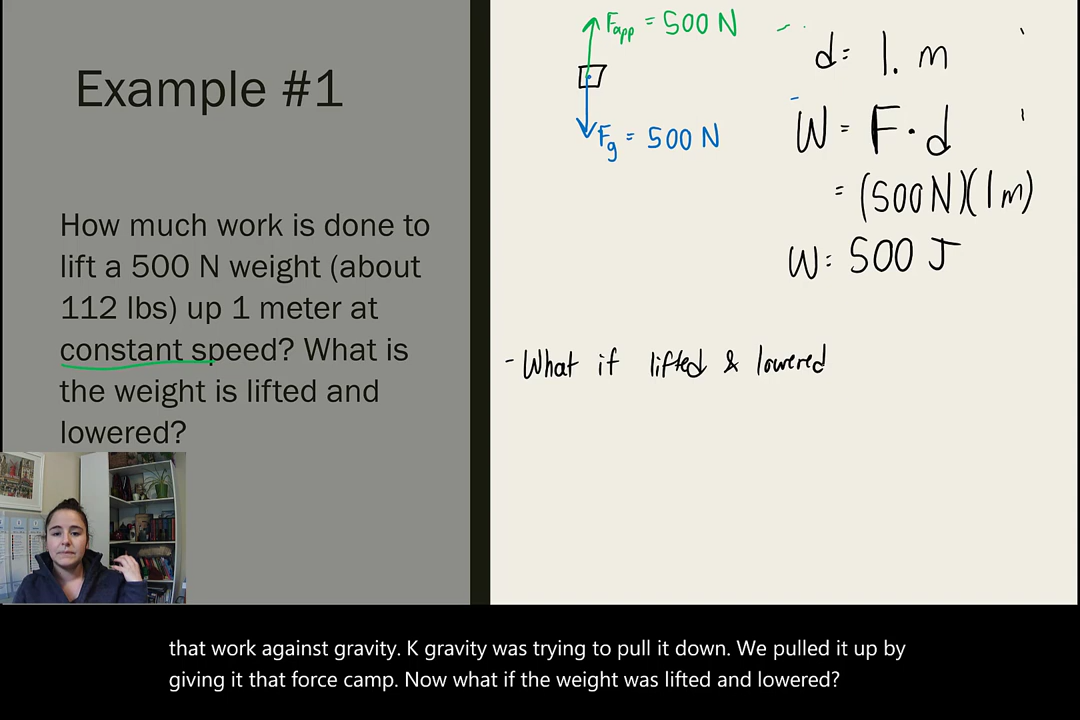 Example #1
How much work is done to
lift a 500 N weight (about
112 lbs) up 1 meter at
constant speed? What is
the weight is lifted and
lowered?
Fapp = 500 N
Fg = 500 N
d= 1. m
W = F · d
= (500N)(1m)
W= 500 J
- What if lifted & lowered
that work against gravity. K gravity was trying to pull it down. We pulled it up by
giving it that force camp. Now what if the weight was lifted and lowered?